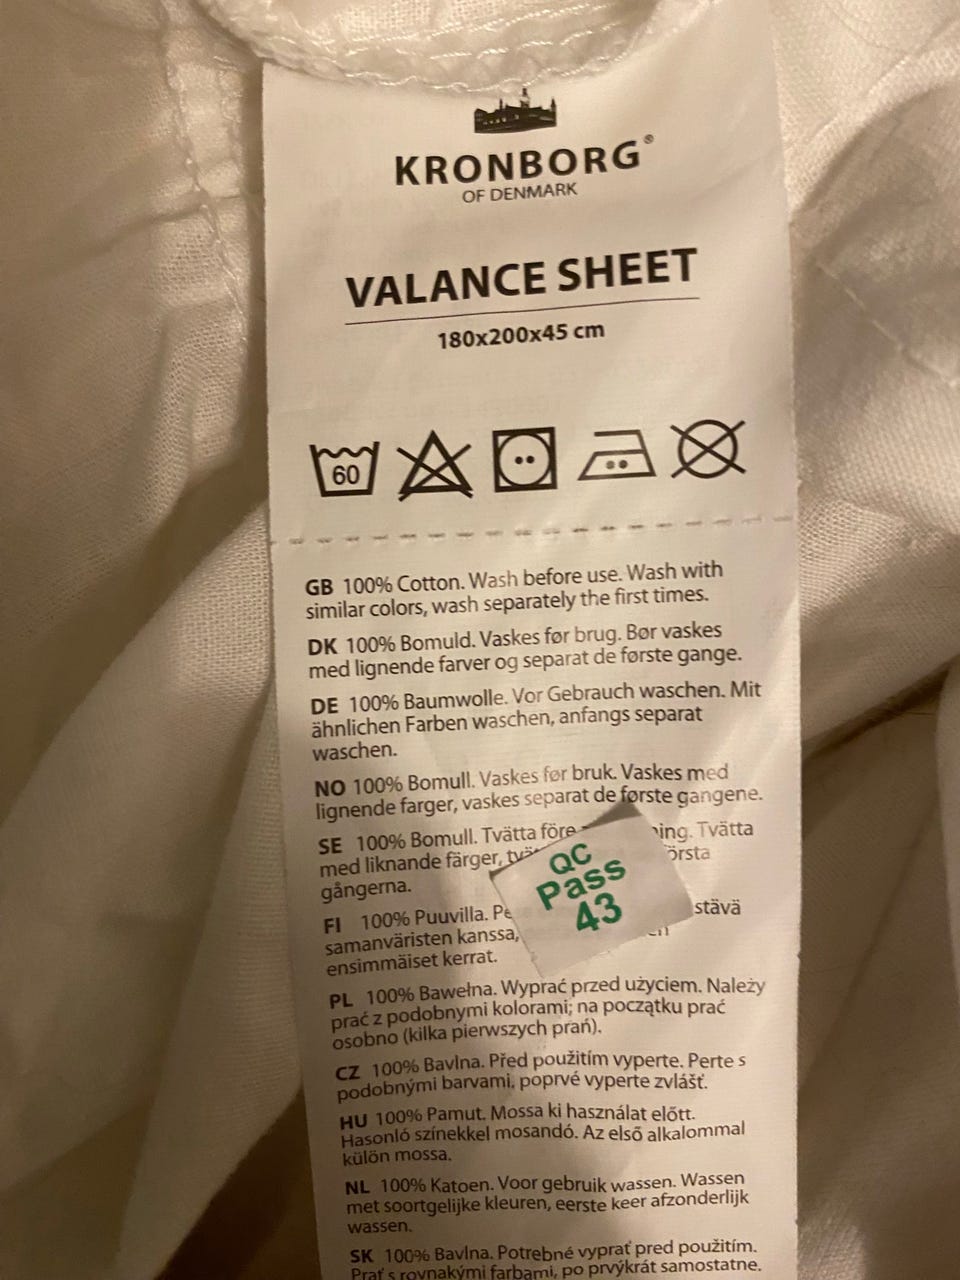 KRONBORG®
OF DENMARK
VALANCE SHEET
180x200x45 cm
60
GB 100% Cotton. Wash before use. Wash with
similar colors, wash separately the first times.
DK 100% Bomuld. Vaskes før brug. Bør vaskes
med lignende farver og separat de første gange.
DE 100% Baumwolle. Vor Gebrauch waschen. Mit
ähnlichen Farben waschen, anfangs separat
waschen.
NO 100% Bomull. Vaskes før bruk. Vaskes med
lignende farger, vaskes separat de første gangene.
SE 100% Bomull. Tvätta före Tvätta
med liknande färger,
gångerna.
QC
Pass
43
FI 100% Puuvilla.
samanväristen kanssa,
ensimmäiset kerrat.
PL 100% Bawełna. Wyprać przed użyciem. Należy
prać z podobnymi kolorami; na początku prać
osobno (kilka pierwszych prań).
CZ 100% Bavlna. Před použitím vyperte. Perte s
podobnými barvami, poprvé vyperte zvlášť.
HU 100% Pamut. Mossa ki használat előtt.
Hasonló színekkel mosandó. Az első alkalommal
külön mossa.
NL 100% Katoen. Voor gebruik wassen. Wassen
met soortgelijke kleuren, eerste keer afzonderlijk
wassen.
SK 100% Bavlna. Potrebné vyprať pred použitím.
Prať s rovnakými farbami, po prvýkrát samostatne.